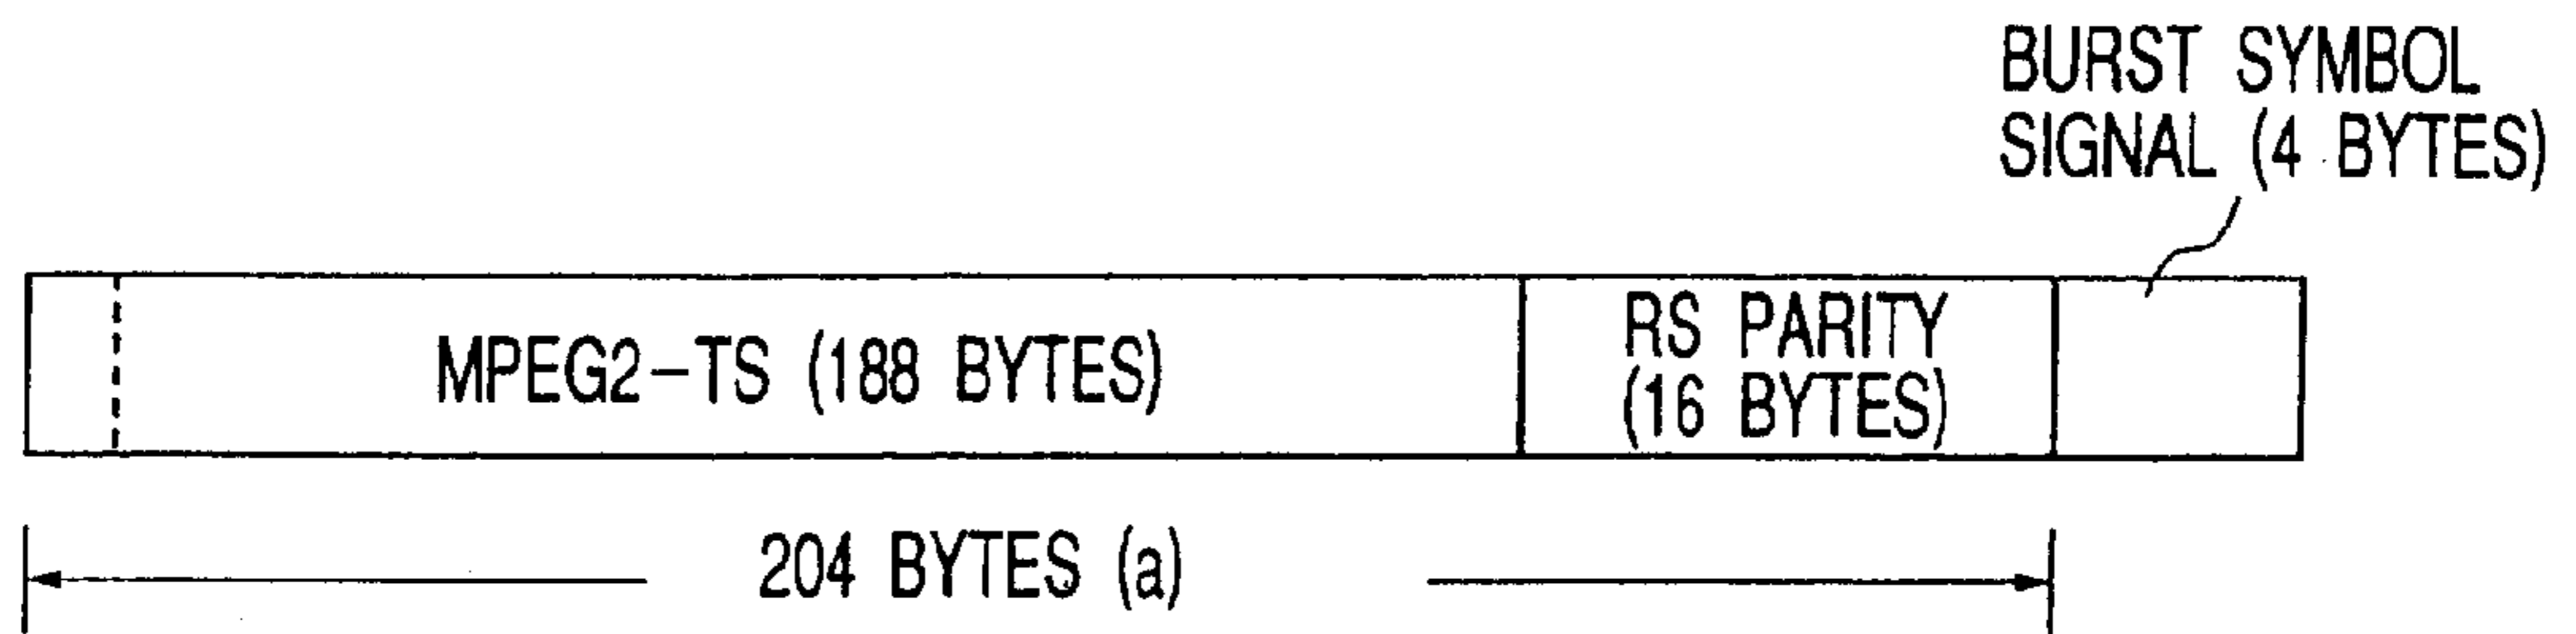 BURST SYMBOL
SIGNAL (4 BYTES)
MPEG2-TS (188 BYTES)
RS PARITY
(16 BYTES)
204 BYTES (a)